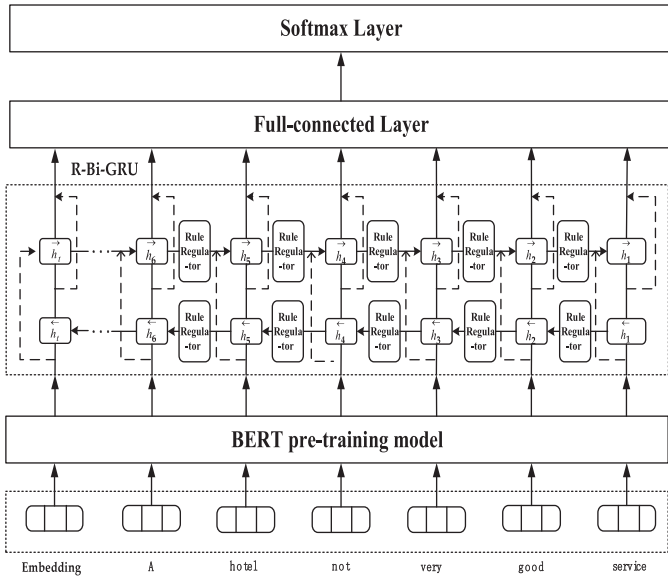 Softmax Layer
Full-connected Layer
R-Bi-GRU
→ → → → → → →
h_t ... h_6 Rule Regula-tor h_5 Rule Regula-tor h_4 Rule Regula-tor h_3 Rule Regula-tor h_2 Rule Regula-tor h_1
← ← ← ← ← ← ←
h_t ... h_6 Rule Regula-tor h_5 Rule Regula-tor h_4 Rule Regula-tor h_3 Rule Regula-tor h_2 Rule Regula-tor h_1
BERT pre-training model
Embedding A hotel not very good service